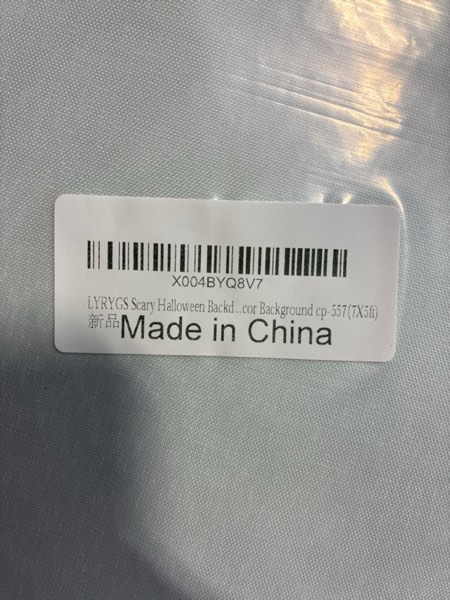 X004BYQ8V7
LYRYGS Scary Halloween Backd...cor Background cp-557(7X5ft)
新品Made in China